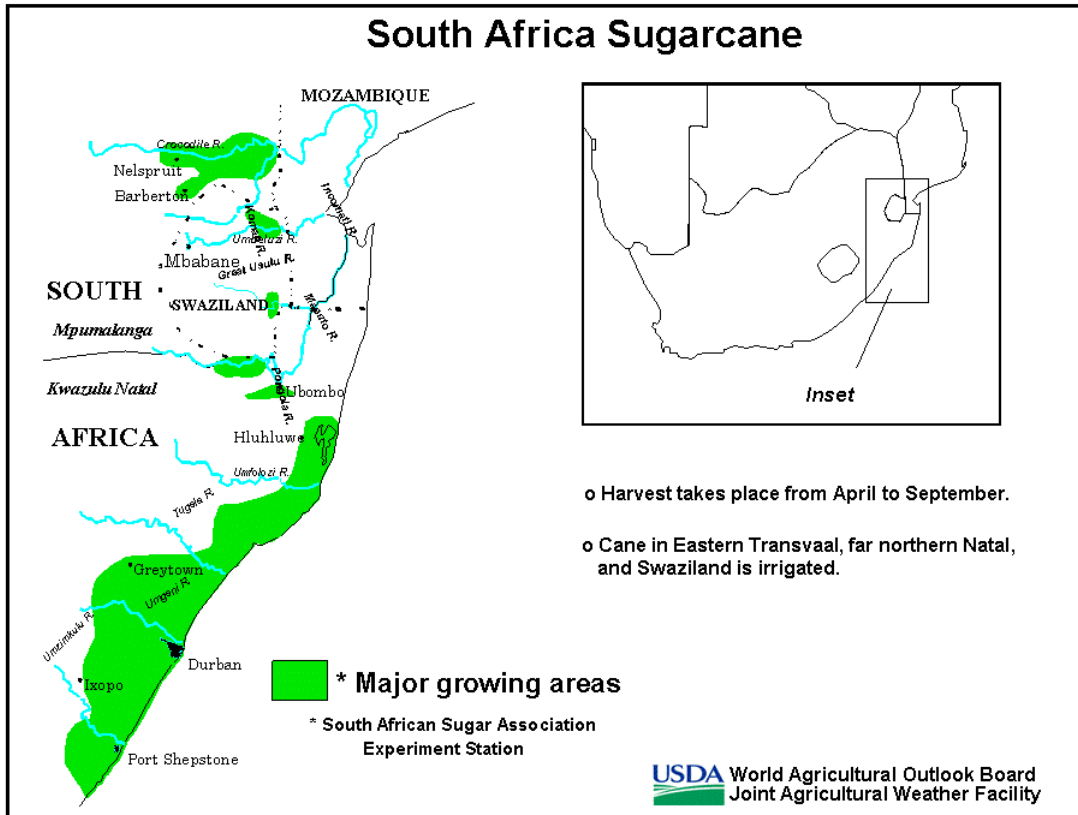 South Africa Sugarcane
MOZAMBIQUE
Crocodile R.
Nelspruit
Barberton
Incomati R.
Komati R.
Umbeluzi R.
Mbabane
Great Usutu R.
SOUTH
SWAZILAND
Maputo R.
Mpumalanga
Kwazulu Natal
Pongola R.
Ubombo
AFRICA
Hluhluwe
Umfolozi R.
Tugela R.
Greytown
Umgeni R.
Umzimkulu R.
Durban
Ixopo
Port Shepstone
Inset
o Harvest takes place from April to September.
o Cane in Eastern Transvaal, far northern Natal,
and Swaziland is irrigated.
* Major growing areas
* South African Sugar Association
Experiment Station
USDA World Agricultural Outlook Board
Joint Agricultural Weather Facility